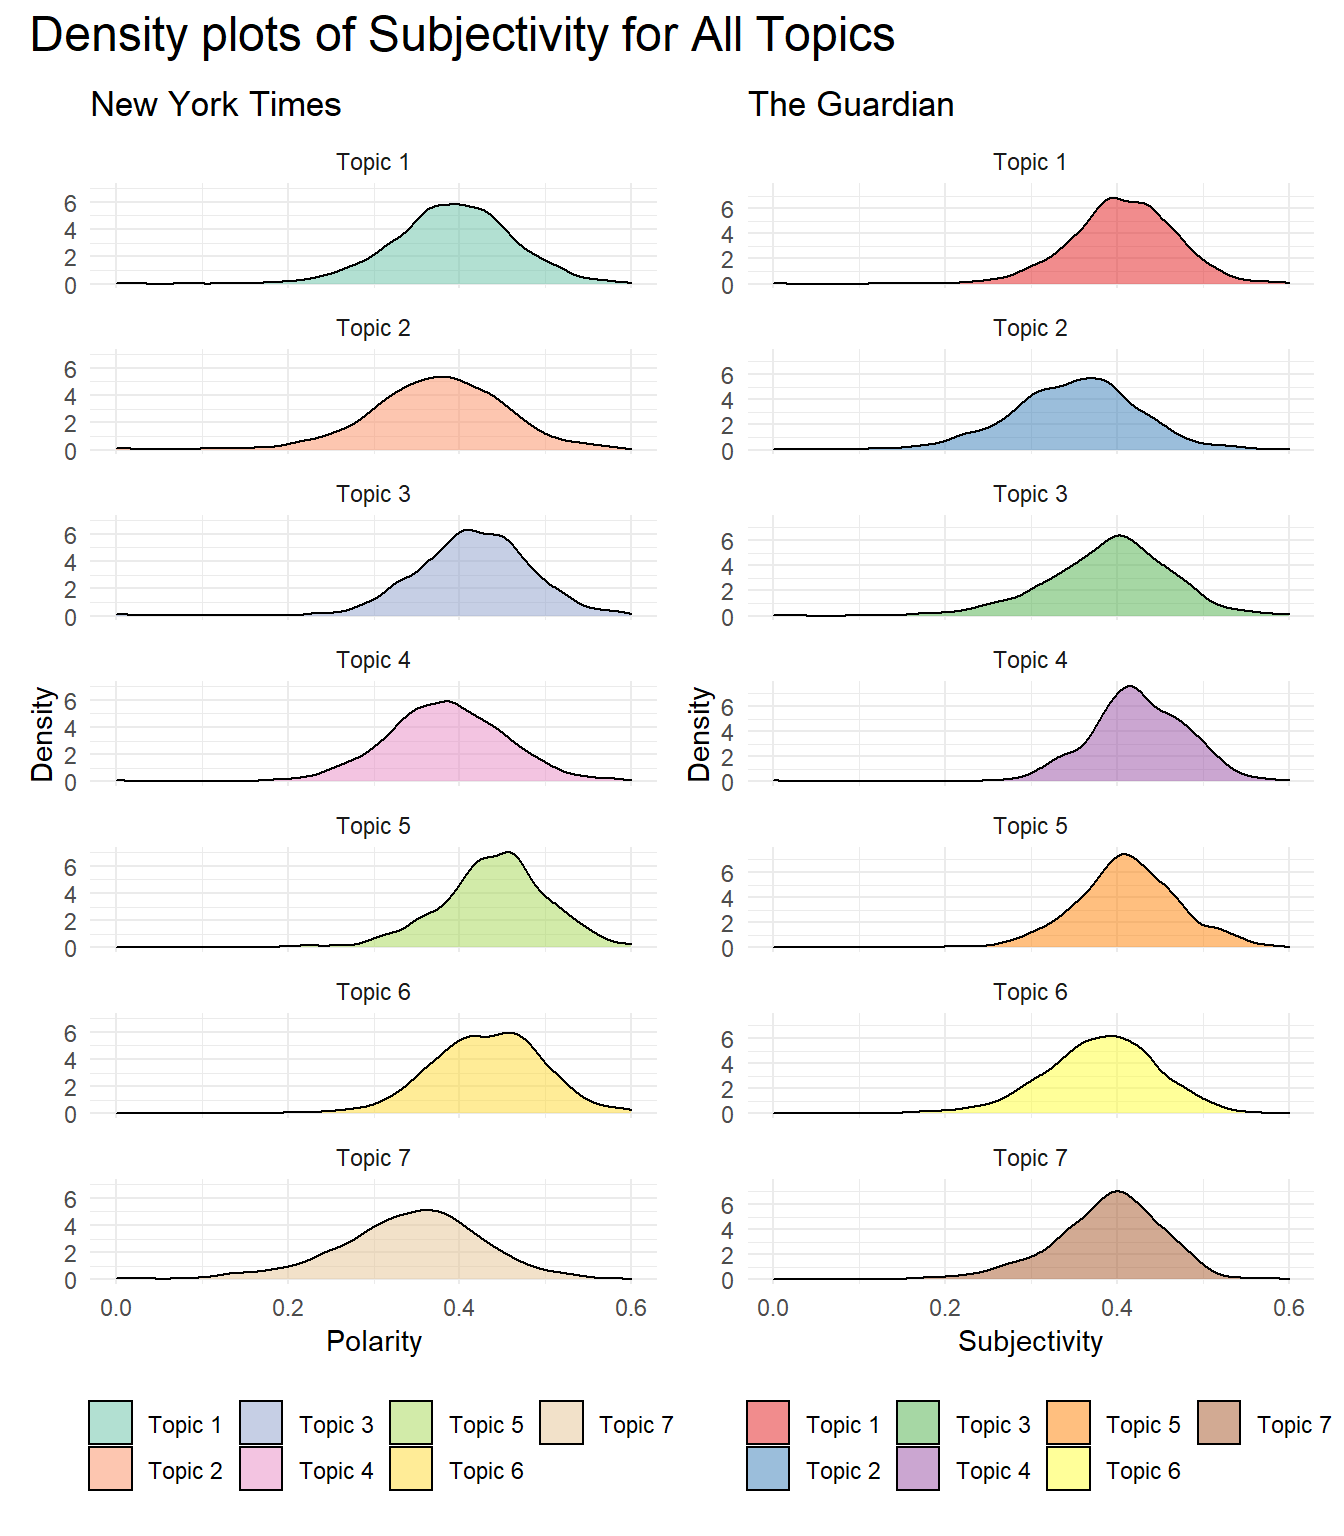 Density plots of Subjectivity for All Topics
New York Times
Topic 1
6
4
2
0
Topic 2
6
4
2
0
Topic 3
6
4
2
0
Topic 4
6
4
2
0
Topic 5
6
4
2
0
Topic 6
6
4
2
0
Topic 7
6
4
2
0
Density
0.0 0.2 0.4 0.6
Polarity
Topic 1 Topic 3 Topic 5 Topic 7
Topic 2 Topic 4 Topic 6
The Guardian
Topic 1
6
4
2
0
Topic 2
6
4
2
0
Topic 3
6
4
2
0
Topic 4
6
4
2
0
Topic 5
6
4
2
0
Topic 6
6
4
2
0
Topic 7
6
4
2
0
Density
0.0 0.2 0.4 0.6
Subjectivity
Topic 1 Topic 3 Topic 5 Topic 7
Topic 2 Topic 4 Topic 6